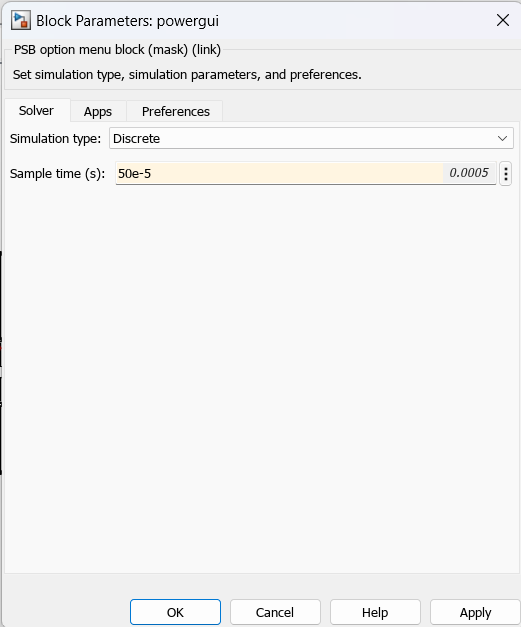 Block Parameters: powergui
PSB option menu block (mask) (link)
Set simulation type, simulation parameters, and preferences.
Solver Apps Preferences
Simulation type: Discrete
Sample time (s): 50e-5 0.0005
OK Cancel Help Apply